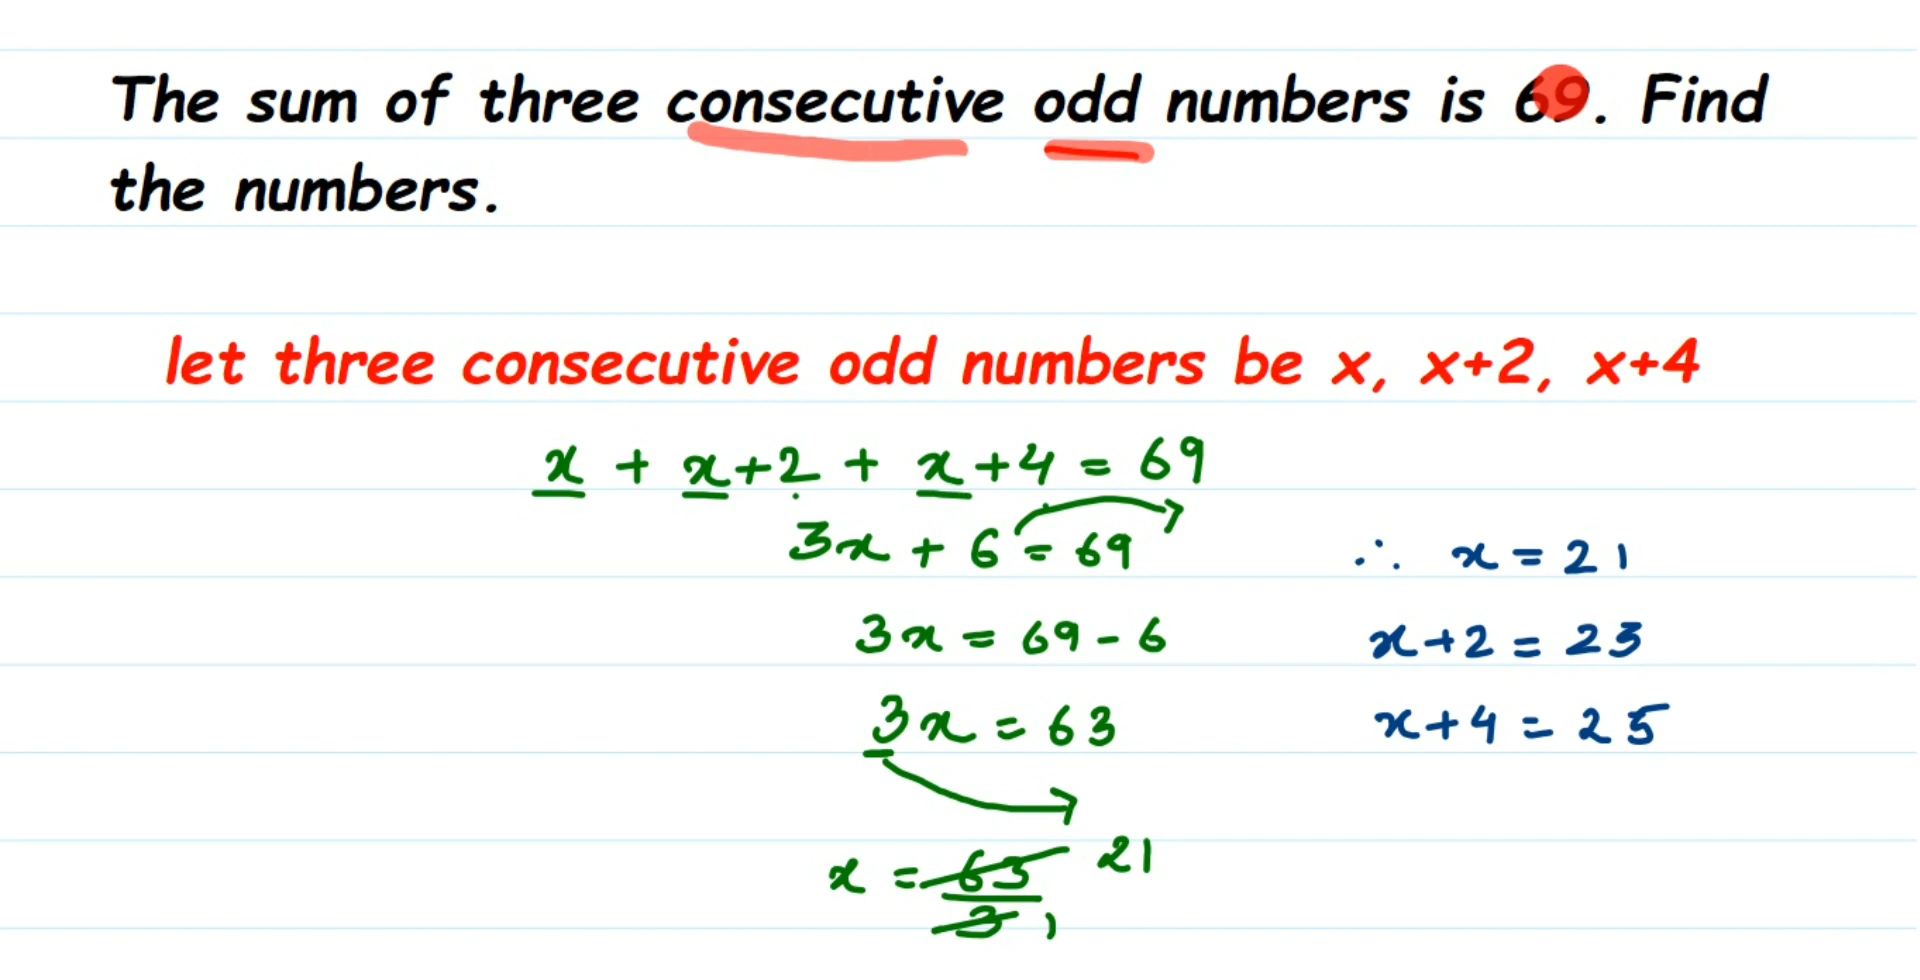 The sum of three consecutive odd numbers is 69. Find
the numbers.
let three consecutive odd numbers be x, x+2, x+4
x + x+2 + x+4 = 69
3x + 6 = 69
3x = 69 - 6
3x = 63
x = 63/3 21 1
∴ x = 21
x+2 = 23
x+4 = 25